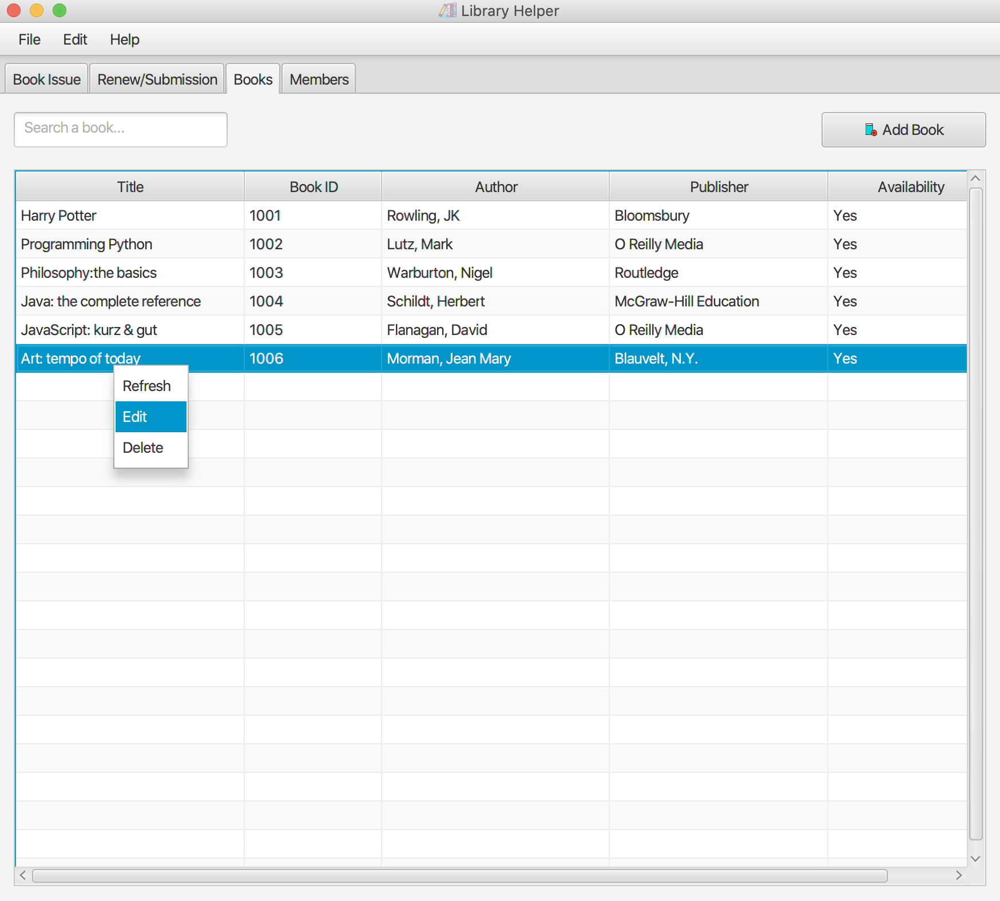 Library Helper
File Edit Help
Book Issue Renew/Submission Books Members
Search a book... Add Book
Title Book ID Author Publisher Availability
Harry Potter 1001 Rowling, JK Bloomsbury Yes
Programming Python 1002 Lutz, Mark O Reilly Media Yes
Philosophy:the basics 1003 Warburton, Nigel Routledge Yes
Java: the complete reference 1004 Schildt, Herbert McGraw-Hill Education Yes
JavaScript: kurz & gut 1005 Flanagan, David O Reilly Media Yes
Art: tempo of today 1006 Morman, Jean Mary Blauvelt, N.Y. Yes
Refresh
Edit
Delete